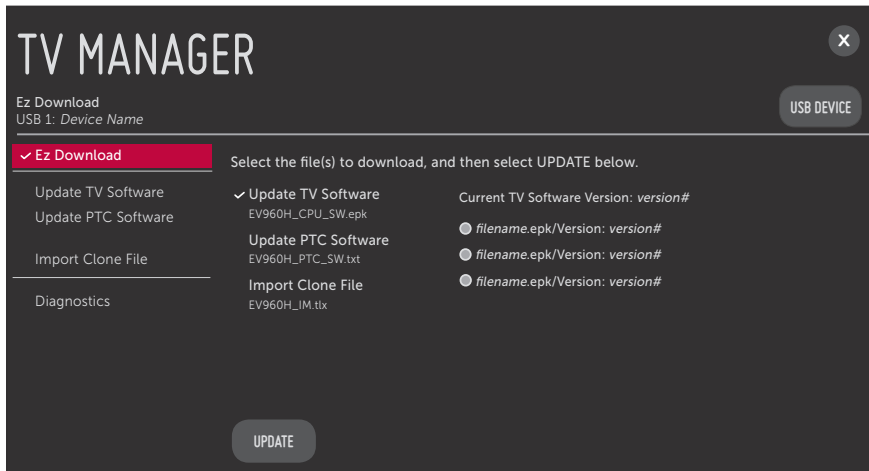 TV MANAGER
X
Ez Download
USB 1: Device Name
USB DEVICE
Ez Download
Update TV Software
Update PTC Software
Import Clone File
Diagnostics
Select the file(s) to download, and then select UPDATE below.
Update TV Software
EV960H_CPU_SW.epk
Update PTC Software
EV960H_PTC_SW.txt
Import Clone File
EV960H_IM.tlx
Current TV Software Version: version#
filename.epk/Version: version#
filename.epk/Version: version#
filename.epk/Version: version#
UPDATE